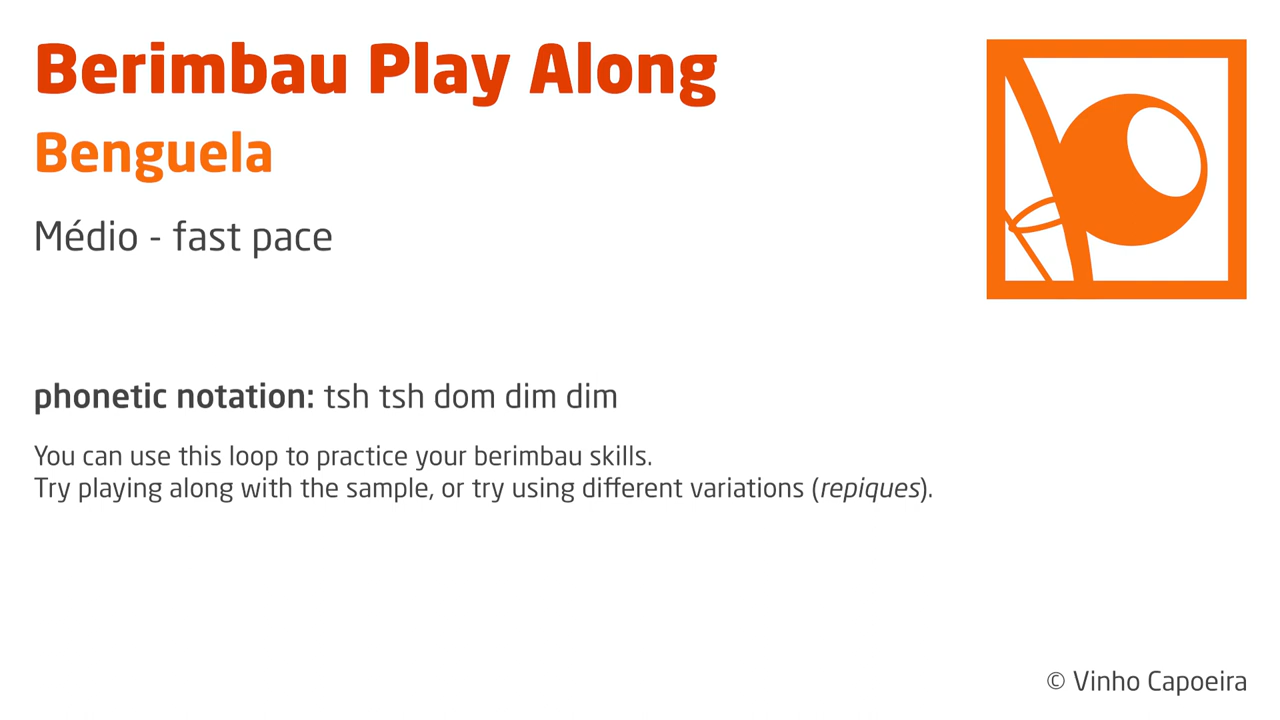 Berimbau Play Along
Benguela
Médio - fast pace
phonetic notation: tsh tsh dom dim dim
You can use this loop to practice your berimbau skills.
Try playing along with the sample, or try using different variations (repiques).
© Vinho Capoeira